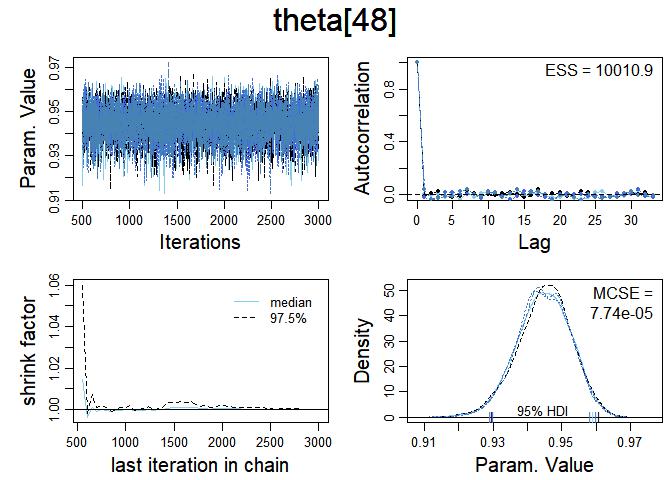 theta[48]
Param. Value
0.91 0.93 0.95 0.97
500 1000 1500 2000 2500 3000
Iterations
Autocorrelation
0.0 0.4 0.8
ESS = 10010.9
0 5 10 15 20 25 30
Lag
shrink factor
1.00 1.02 1.04 1.06
median
97.5%
500 1000 1500 2000 2500 3000
last iteration in chain
Density
0 10 20 30 40 50
MCSE =
7.74e-05
95% HDI
0.91 0.93 0.95 0.97
Param. Value